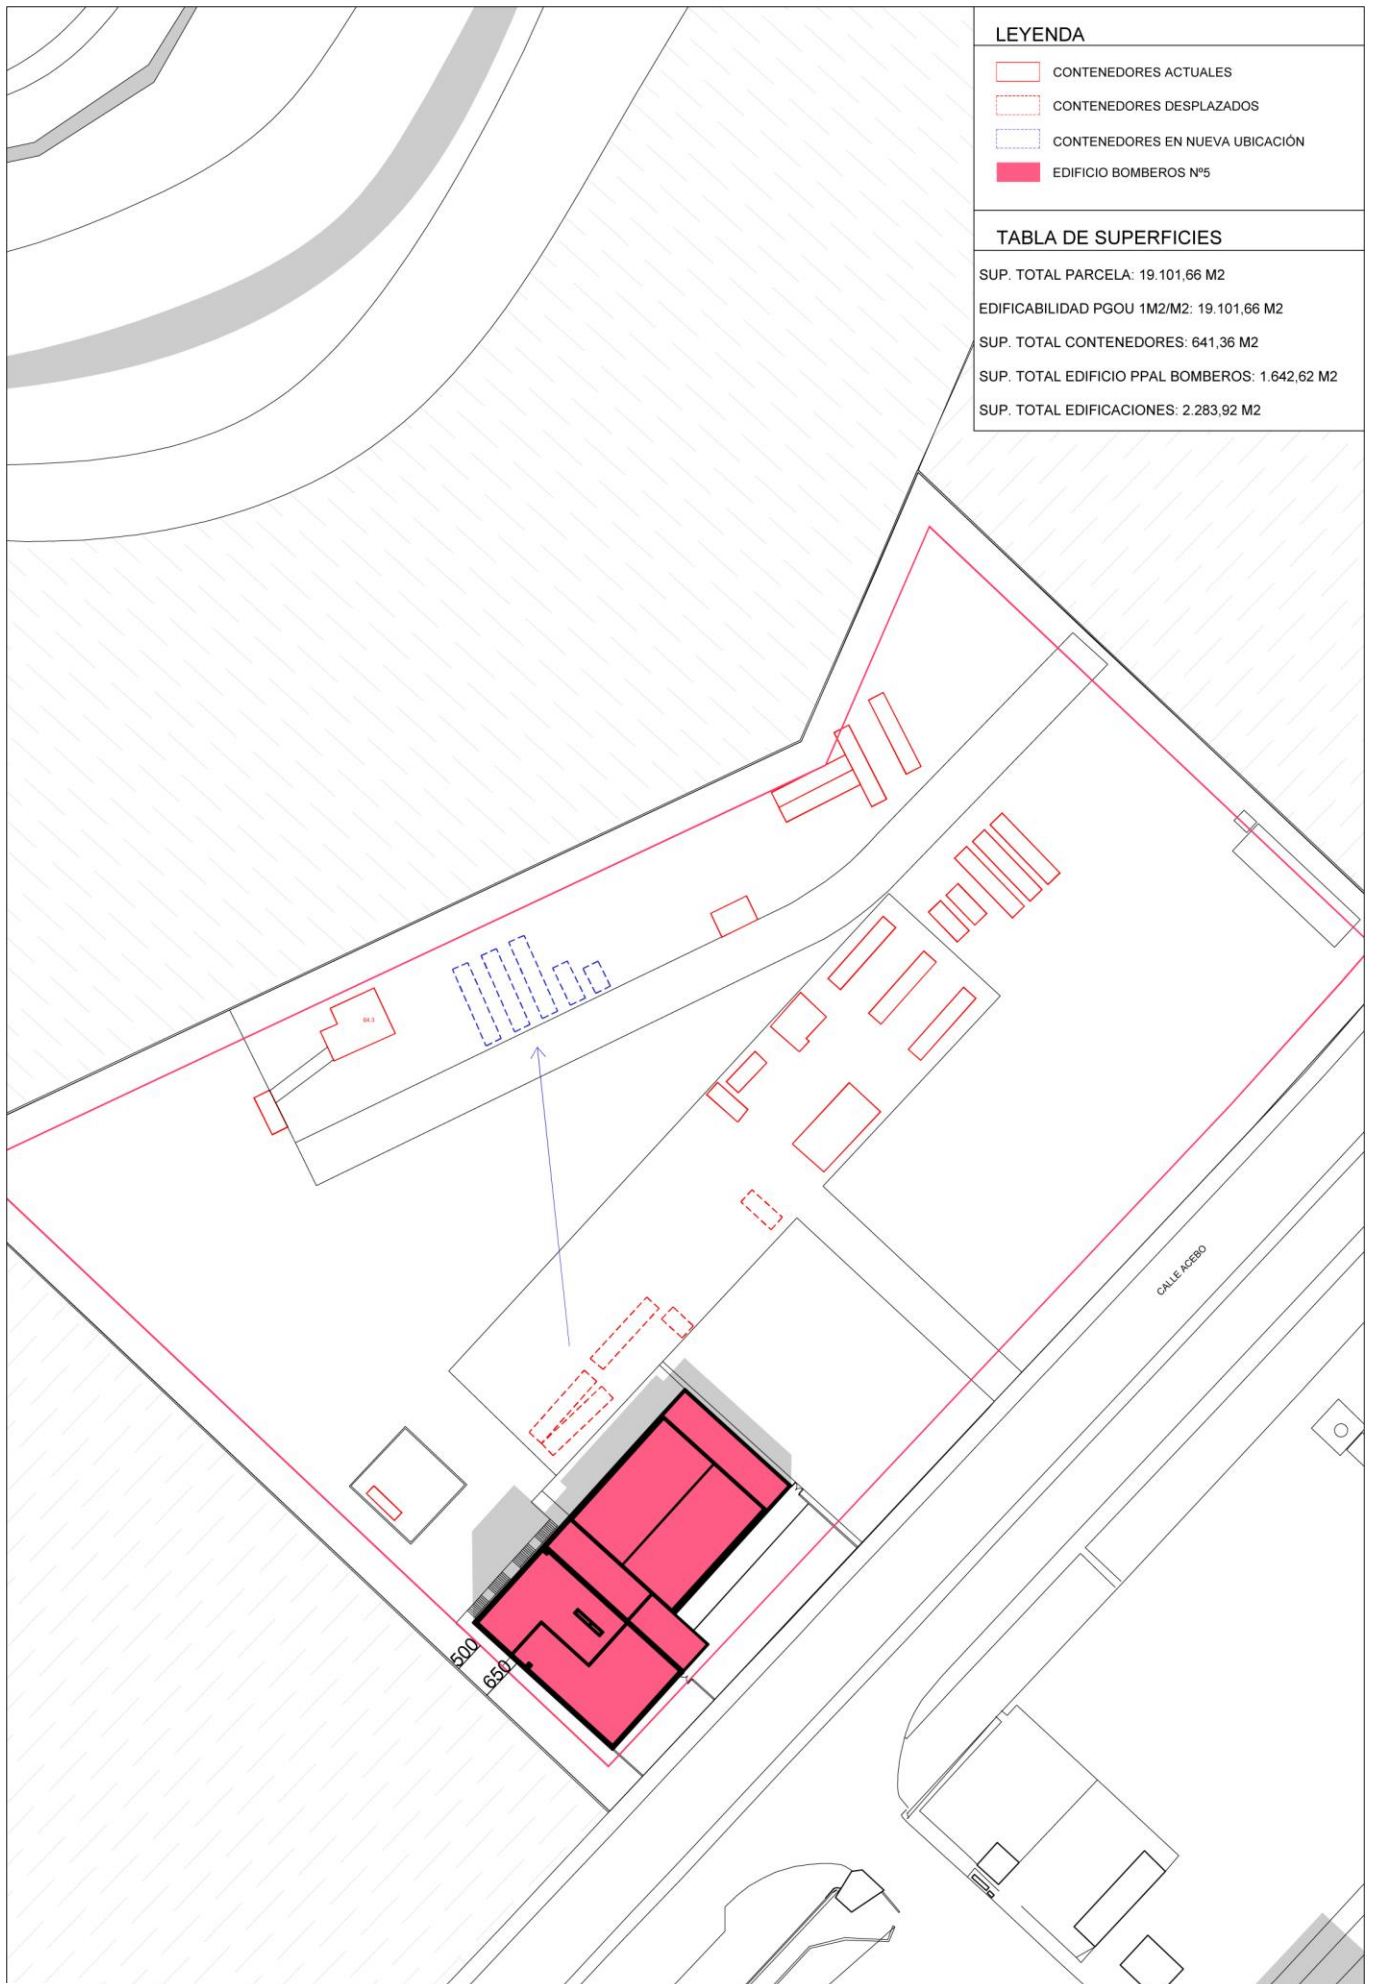 LEYENDA
CONTENEDORES ACTUALES
CONTENEDORES DESPLAZADOS
CONTENEDORES EN NUEVA UBICACIÓN
EDIFICIO BOMBEROS Nº5
TABLA DE SUPERFICIES
SUP. TOTAL PARCELA: 19.101,66 M2
EDIFICABILIDAD PGOU 1M2/M2: 19.101,66 M2
SUP. TOTAL CONTENEDORES: 641,36 M2
SUP. TOTAL EDIFICIO PPAL BOMBEROS: 1.642,62 M2
SUP. TOTAL EDIFICACIONES: 2.283,92 M2
CALLE ACEBO
500
650